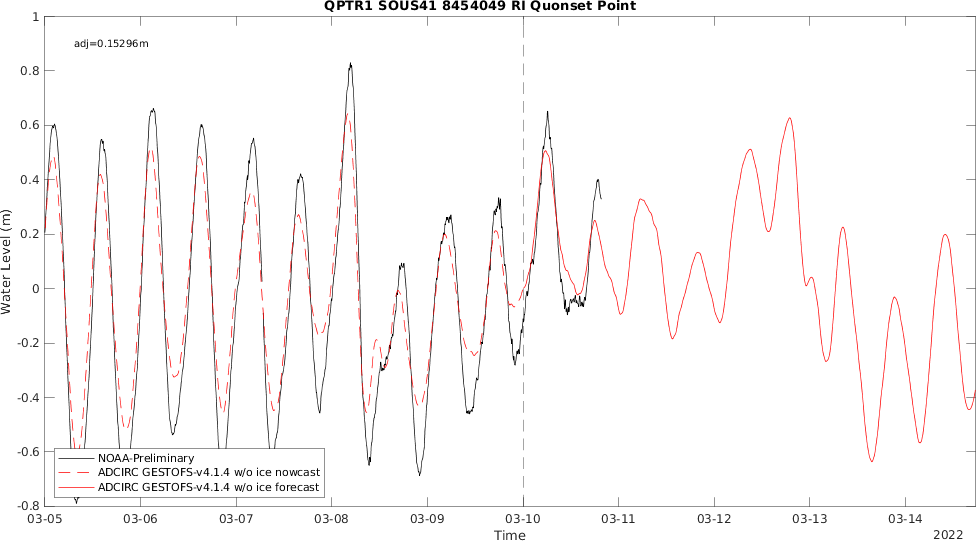 QPTR1 SOUS41 8454049 RI Quonset Point
adj=0.15296m
Water Level (m)
1
0.8
0.6
0.4
0.2
0
-0.2
-0.4
-0.6
-0.8
NOAA-Preliminary
ADCIRC GESTOFS-v4.1.4 w/o ice nowcast
ADCIRC GESTOFS-v4.1.4 w/o ice forecast
03-05 03-06 03-07 03-08 03-09 03-10 03-11 03-12 03-13 03-14
Time
2022